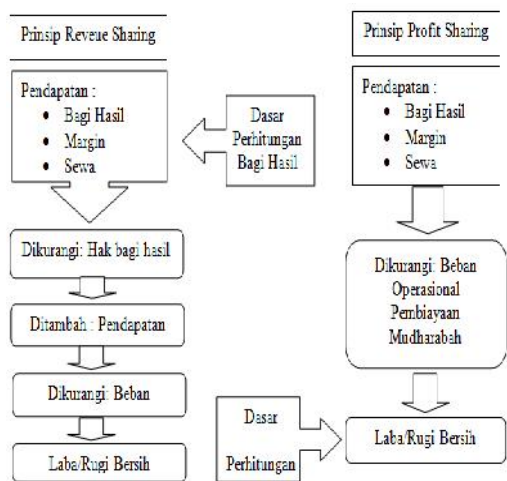 Prinsip Reveue Sharing
Pendapatan :
• Bagi Hasil
• Margin
• Sewa
Dasar
Perhitungan
Bagi Hasil
Dikurangi: Hak bagi hasil
Ditambah : Pendapatan
Dikurangi: Beban
Laba/Rugi Bersih
Prinsip Profit Sharing
Pendapatan :
• Bagi Hasil
• Margin
• Sewa
Dikurangi: Beban
Operasional
Pembiayaan
Mudharabah
Dasar
Perhitungan
Laba/Rugi Bersih